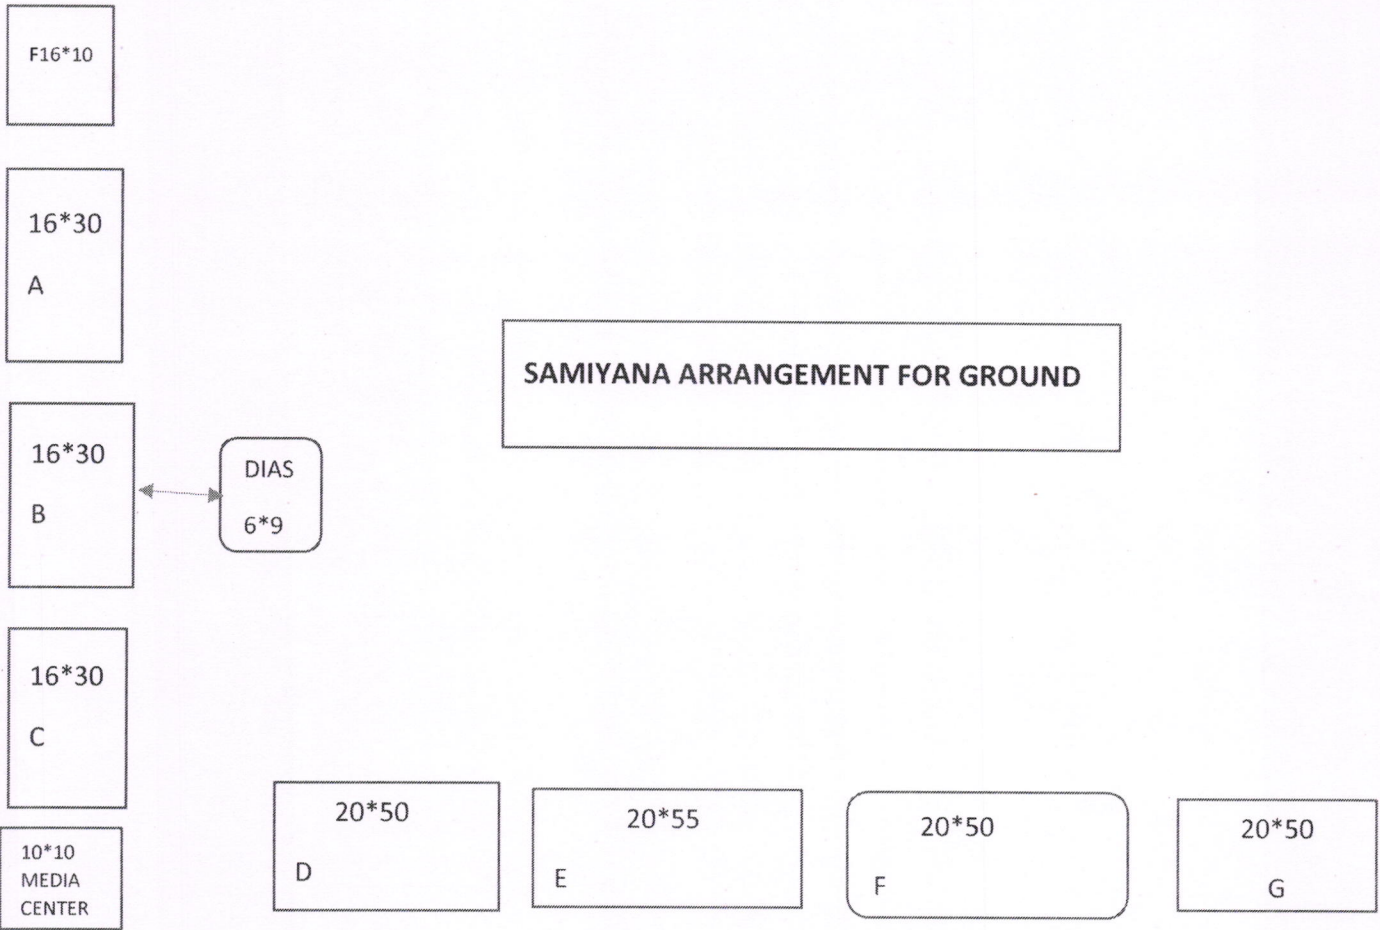 F16*10
16*30
A
SAMIYANA ARRANGEMENT FOR GROUND
16*30
B
DIAS
6*9
16*30
C
10*10
MEDIA
CENTER
20*50
D
20*55
E
20*50
F
20*50
G